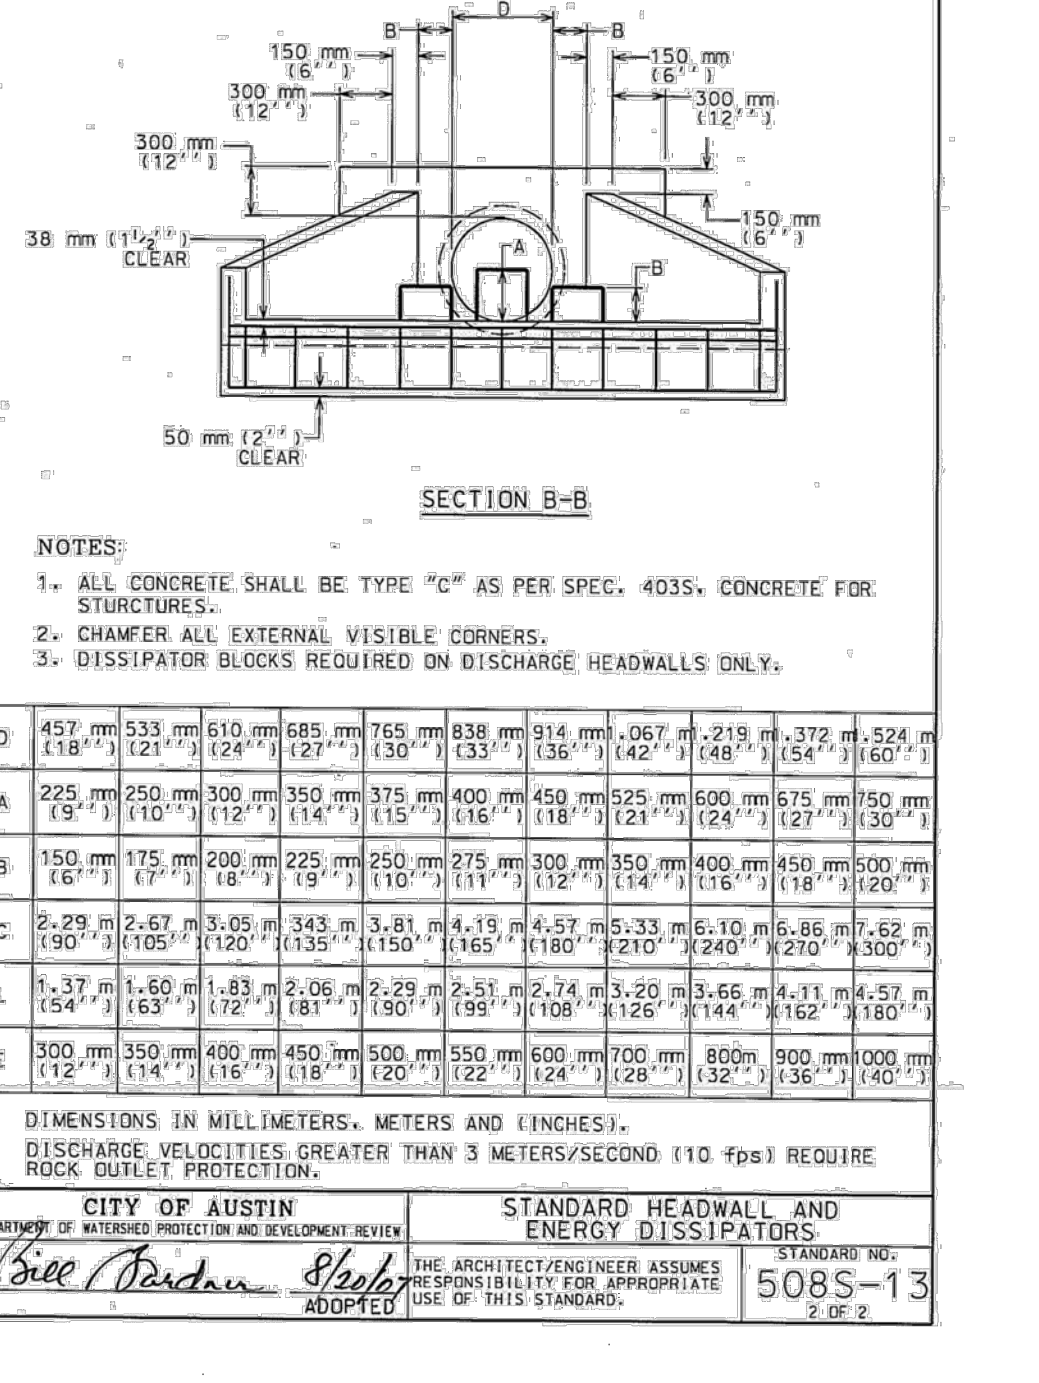 D
B
B
150 mm
(6'')
150 mm
(6'')
300 mm
(12'')
300 mm
(12'')
300 mm
(12'')
150 mm
(6'')
38 mm (1 1/2'')
CLEAR
A
B
50 mm (2'')
CLEAR
SECTION B-B
NOTES:
1. ALL CONCRETE SHALL BE TYPE "C" AS PER SPEC. 403S. CONCRETE FOR
STURCTURES.
2. CHAMFER ALL EXTERNAL VISIBLE CORNERS.
3. DISSIPATOR BLOCKS REQUIRED ON DISCHARGE HEADWALLS ONLY.
D 457 mm 533 mm 610 mm 685 mm 765 mm 838 mm 914 mm 1.067 m 1.219 m 1.372 m 1.524 m
(18'') (21'') (24'') (27'') (30'') (33'') (36'') (42'') (48'') (54'') (60'')
A 225 mm 250 mm 300 mm 350 mm 375 mm 400 mm 450 mm 525 mm 600 mm 675 mm 750 mm
(9'') (10'') (12'') (14'') (15'') (16'') (18'') (21'') (24'') (27'') (30'')
B 150 mm 175 mm 200 mm 225 mm 250 mm 275 mm 300 mm 350 mm 400 mm 450 mm 500 mm
(6'') (7'') (8'') (9'') (10'') (11'') (12'') (14'') (16'') (18'') (20'')
C 2.29 m 2.67 m 3.05 m 343 m 3.81 m 4.19 m 4.57 m 5.33 m 6.10 m 6.86 m 7.62 m
(90'') (105'') (120'') (135'') (150'') (165'') (180'') (210'') (240'') (270'') (300'')
1.37 m 1.60 m 1.83 m 2.06 m 2.29 m 2.51 m 2.74 m 3.20 m 3.66 m 4.11 m 4.57 m
(54'') (63'') (72'') (81'') (90'') (99'') (108'') (126'') (144'') (162'') (180'')
300 mm 350 mm 400 mm 450 mm 500 mm 550 mm 600 mm 700 mm 800m 900 mm 1000 mm
(12'') (14'') (16'') (18'') (20'') (22'') (24'') (28'') (32'') (36'') (40'')
DIMENSIONS IN MILLIMETERS. METERS AND (INCHES).
DISCHARGE VELOCITIES GREATER THAN 3 METERS/SECOND (10 fps) REQUIRE
ROCK OUTLET PROTECTION.
CITY OF AUSTIN
ARTMENT OF WATERSHED PROTECTION AND DEVELOPMENT REVIEW
Bill Gardner 8/20/07
ADOPTED
STANDARD HEADWALL AND
ENERGY DISSIPATORS
THE ARCHITECT/ENGINEER ASSUMES
RESPONSIBILITY FOR APPROPRIATE
USE OF THIS STANDARD.
STANDARD NO.
508S-13
2 OF 2